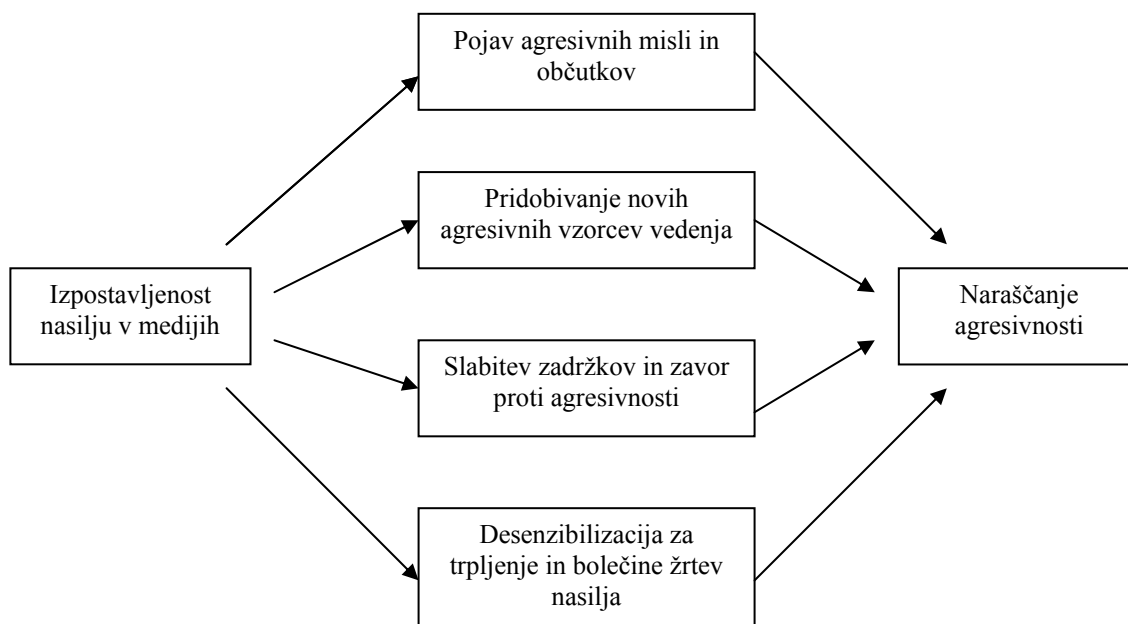 Pojav agresivnih misli in
občutkov
Pridobivanje novih
agresivnih vzorcev vedenja
Izpostavljenost
nasilju v medijih
Naraščanje
agresivnosti
Slabitev zadržkov in zavor
proti agresivnosti
Desenzibilizacija za
trpljenje in bolečine žrtev
nasilja